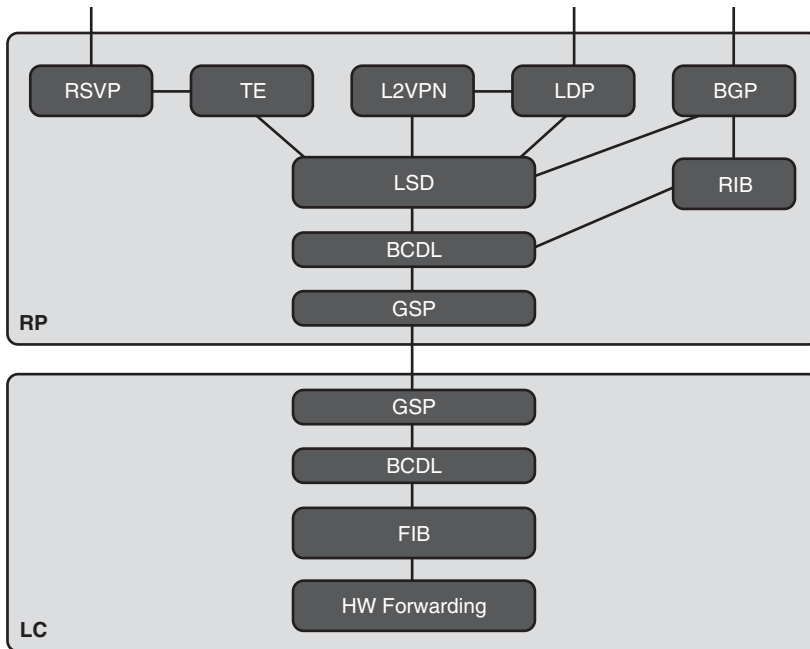 RSVP
TE
L2VPN
LDP
BGP
LSD
RIB
BCDL
GSP
RP
GSP
BCDL
FIB
HW Forwarding
LC